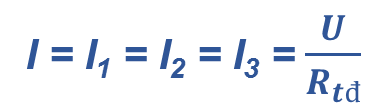 I = I₁ = I₂ = I₃ = U / Rₜđ